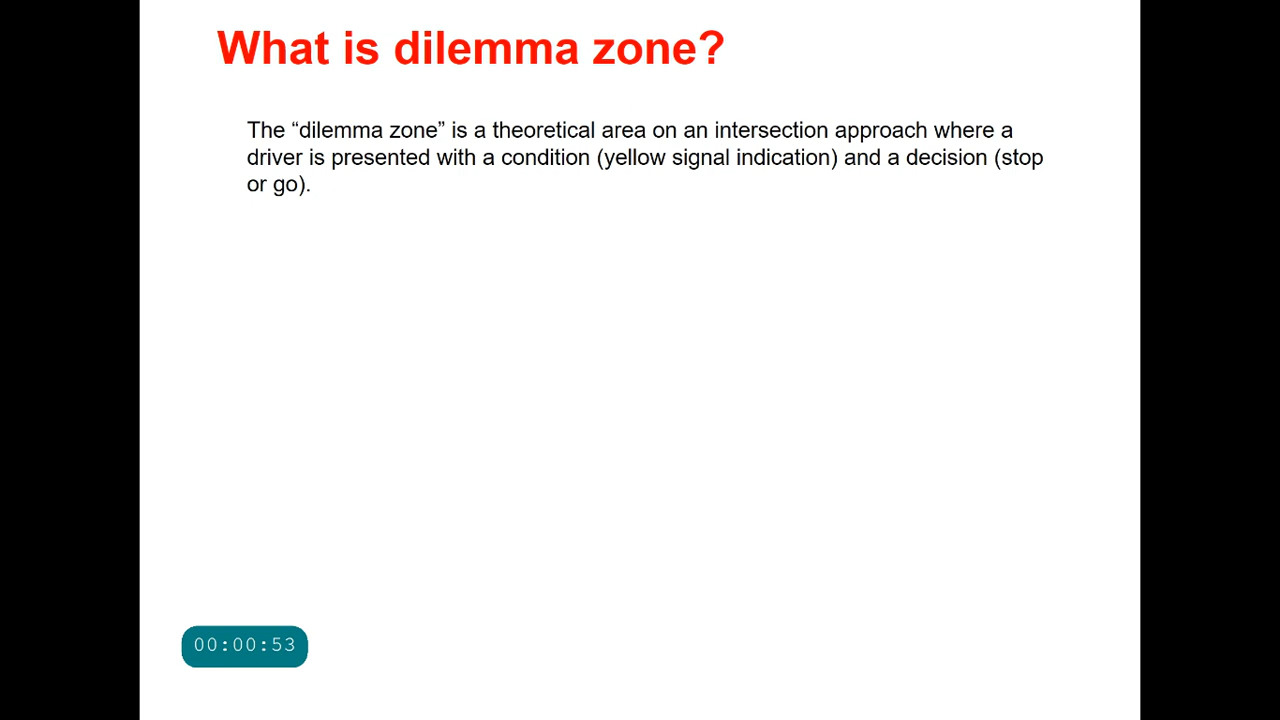 What is dilemma zone?
The “dilemma zone” is a theoretical area on an intersection approach where a
driver is presented with a condition (yellow signal indication) and a decision (stop
or go).
00:00:53